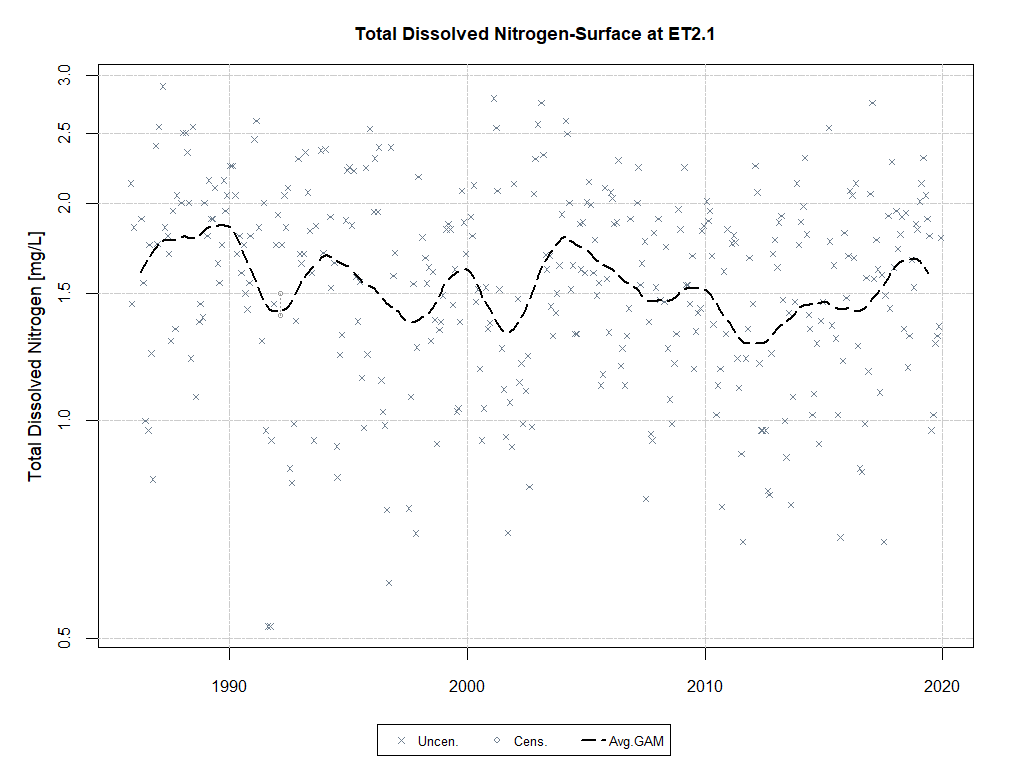 Total Dissolved Nitrogen-Surface at ET2.1
Total Dissolved Nitrogen [mg/L]
3.0
2.5
2.0
1.5
1.0
0.5
1990 2000 2010 2020
Uncen. Cens. Avg.GAM